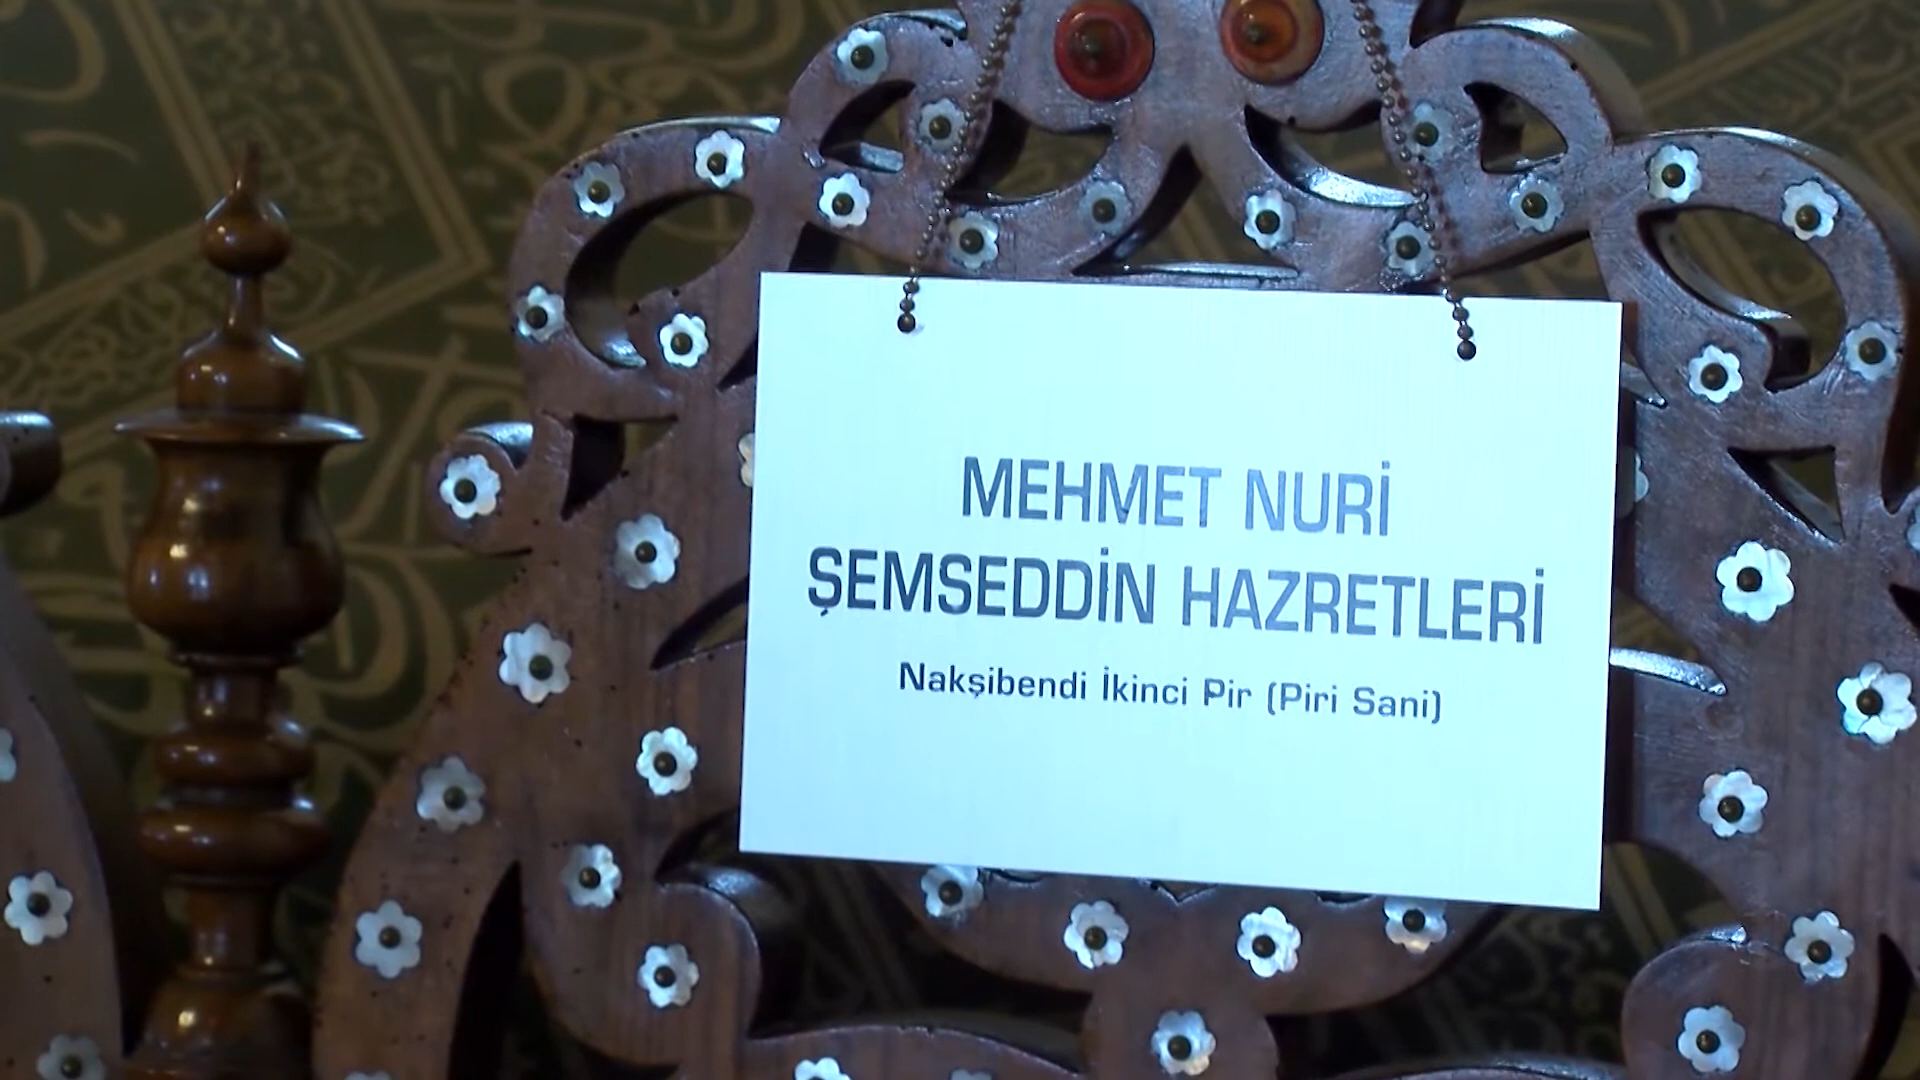 MEHMET NURİ
ŞEMSEDDİN HAZRETLERİ
Nakşibendi İkinci Pir (Piri Sani)